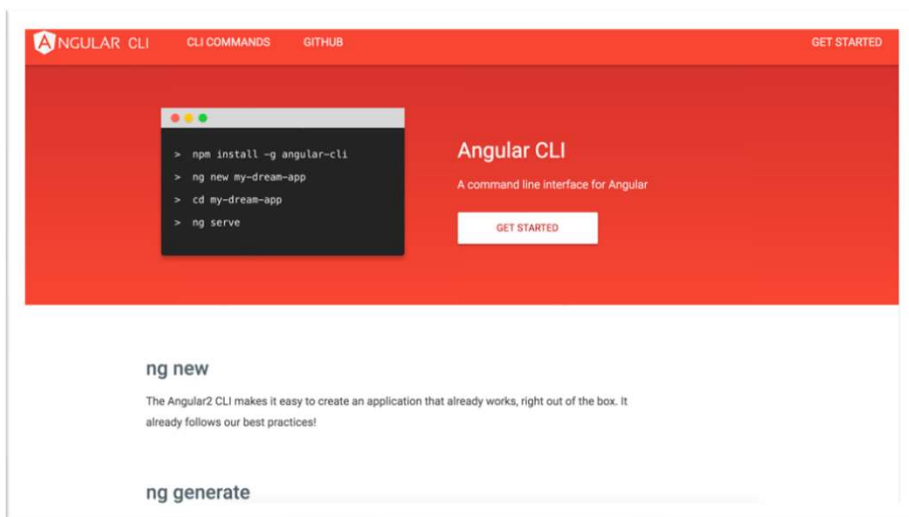 ANGULAR CLI CLI COMMANDS GITHUB GET STARTED
> npm install -g angular-cli
> ng new my-dream-app
> cd my-dream-app
> ng serve
Angular CLI
A command line interface for Angular
GET STARTED
ng new
The Angular2 CLI makes it easy to create an application that already works, right out of the box. It
already follows our best practices!
ng generate